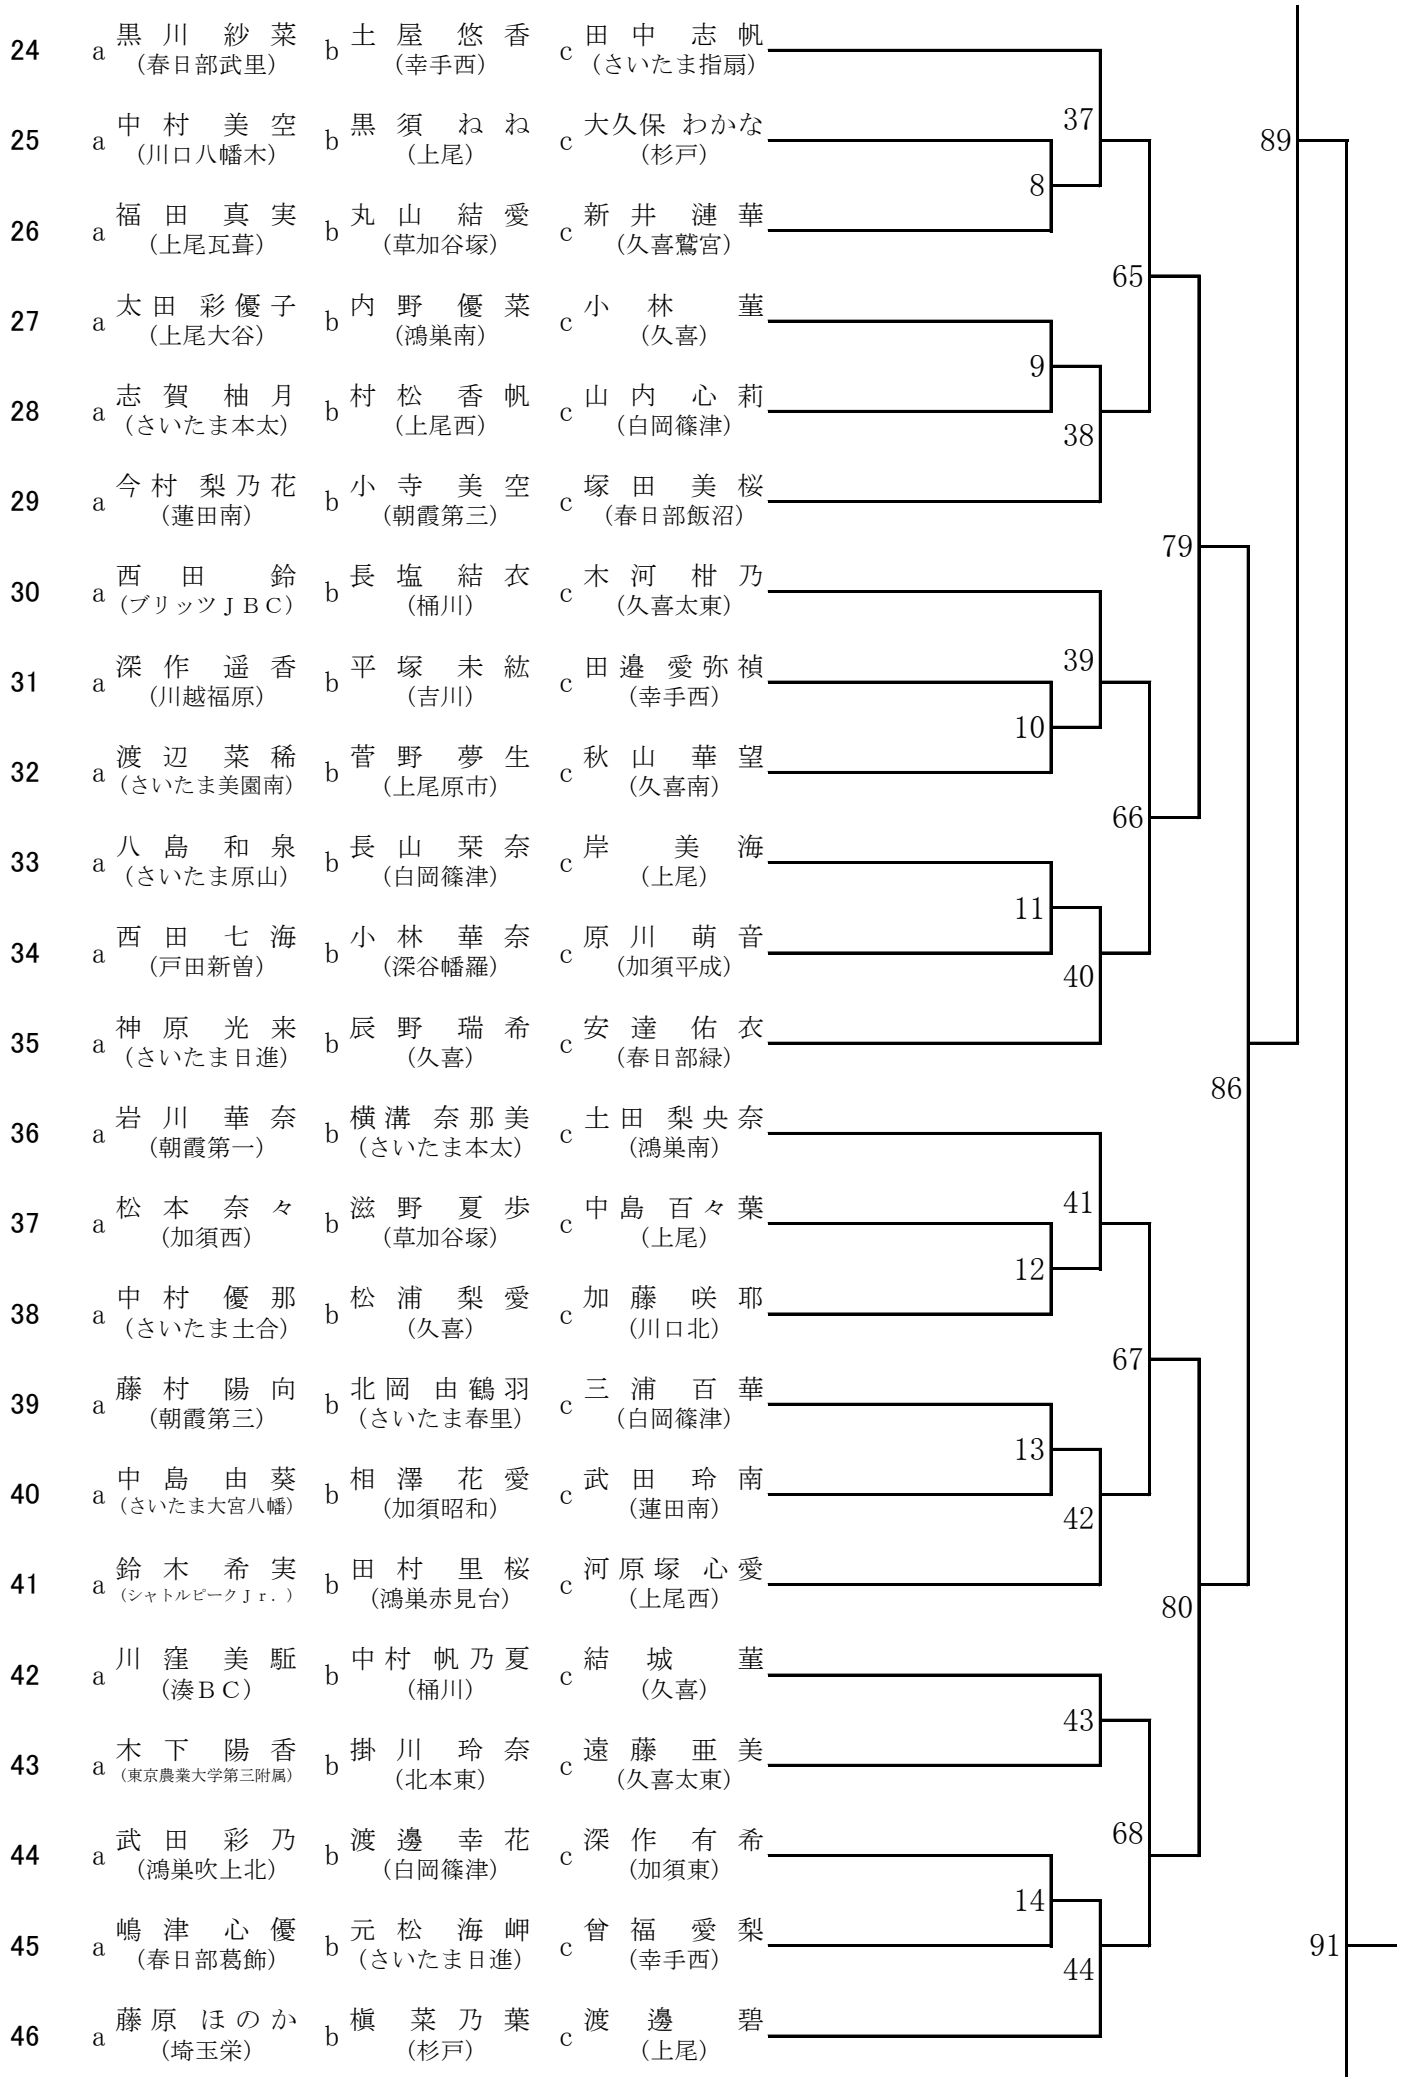 24 a 黒川 紗菜 b 土屋 悠香 c 田中 志帆
(春日部武里) (幸手西) (さいたま指扇)
37
25 a 中村 美空 b 黒須 ねね c 大久保 わかな 89
(川口八幡木) (上尾) (杉戸)
8
26 a 福田 真実 b 丸山 結愛 c 新井 漣華
(上尾瓦葺) (草加谷塚) (久喜鷲宮)
65
27 a 太田 彩優子 b 内野 優菜 c 小林 菫
(上尾大谷) (鴻巣南) (久喜)
9
28 a 志賀 柚月 b 村松 香帆 c 山内 心莉
(さいたま本太) (上尾西) (白岡篠津)
38
29 a 今村 梨乃花 b 小寺 美空 c 塚田 美桜
(蓮田南) (朝霞第三) (春日部飯沼)
79
30 a 西田 鈴 b 長塩 結衣 c 木河 柑乃
(ブリッツJBC) (桶川) (久喜太東)
39
31 a 深作 遥香 b 平塚 未紘 c 田邉 愛弥禎
(川越福原) (吉川) (幸手西)
10
32 a 渡辺 菜稀 b 菅野 夢生 c 秋山 華望
(さいたま美園南) (上尾原市) (久喜南)
66
33 a 八島 和泉 b 長山 栞奈 c 岸 美海
(さいたま原山) (白岡篠津) (上尾)
11
34 a 西田 七海 b 小林 華奈 c 原川 萌音
(戸田新曽) (深谷幡羅) (加須平成)
40
35 a 神原 光来 b 辰野 瑞希 c 安達 佑衣
(さいたま日進) (久喜) (春日部緑)
86
36 a 岩川 華奈 b 横溝 奈那美 c 土田 梨央奈
(朝霞第一) (さいたま本太) (鴻巣南)
41
37 a 松本 奈々 b 滋野 夏歩 c 中島 百々葉
(加須西) (草加谷塚) (上尾)
12
38 a 中村 優那 b 松浦 梨愛 c 加藤 咲耶
(さいたま土合) (久喜) (川口北)
67
39 a 藤村 陽向 b 北岡 由鶴羽 c 三浦 百華
(朝霞第三) (さいたま春里) (白岡篠津)
13
40 a 中島 由葵 b 相澤 花愛 c 武田 玲南
(さいたま大宮八幡) (加須昭和) (蓮田南)
42
41 a 鈴木 希実 b 田村 里桜 c 河原塚 心愛
(シャトルピークJr.) (鴻巣赤見台) (上尾西)
80
42 a 川窪 美駈 b 中村 帆乃夏 c 結城 菫
(湊BC) (桶川) (久喜)
43
43 a 木下 陽香 b 掛川 玲奈 c 遠藤 亜美
(東京農業大学第三附属) (北本東) (久喜太東)
68
44 a 武田 彩乃 b 渡邊 幸花 c 深作 有希
(鴻巣吹上北) (白岡篠津) (加須東)
14
45 a 嶋津 心優 b 元松 海岬 c 曾福 愛梨 91
(春日部葛飾) (さいたま日進) (幸手西)
44
46 a 藤原 ほのか b 槇 菜乃葉 c 渡邊 碧
(埼玉栄) (杉戸) (上尾)